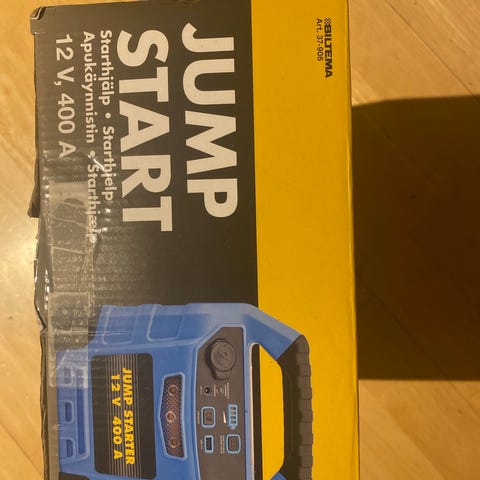 BILTEMA
Art. 37-906
JUMP
START
Starthjälp • Starthjelp
Apukäynnistin • Starthjælp
12 V, 400 A
JUMP STARTER
12 V 400 A